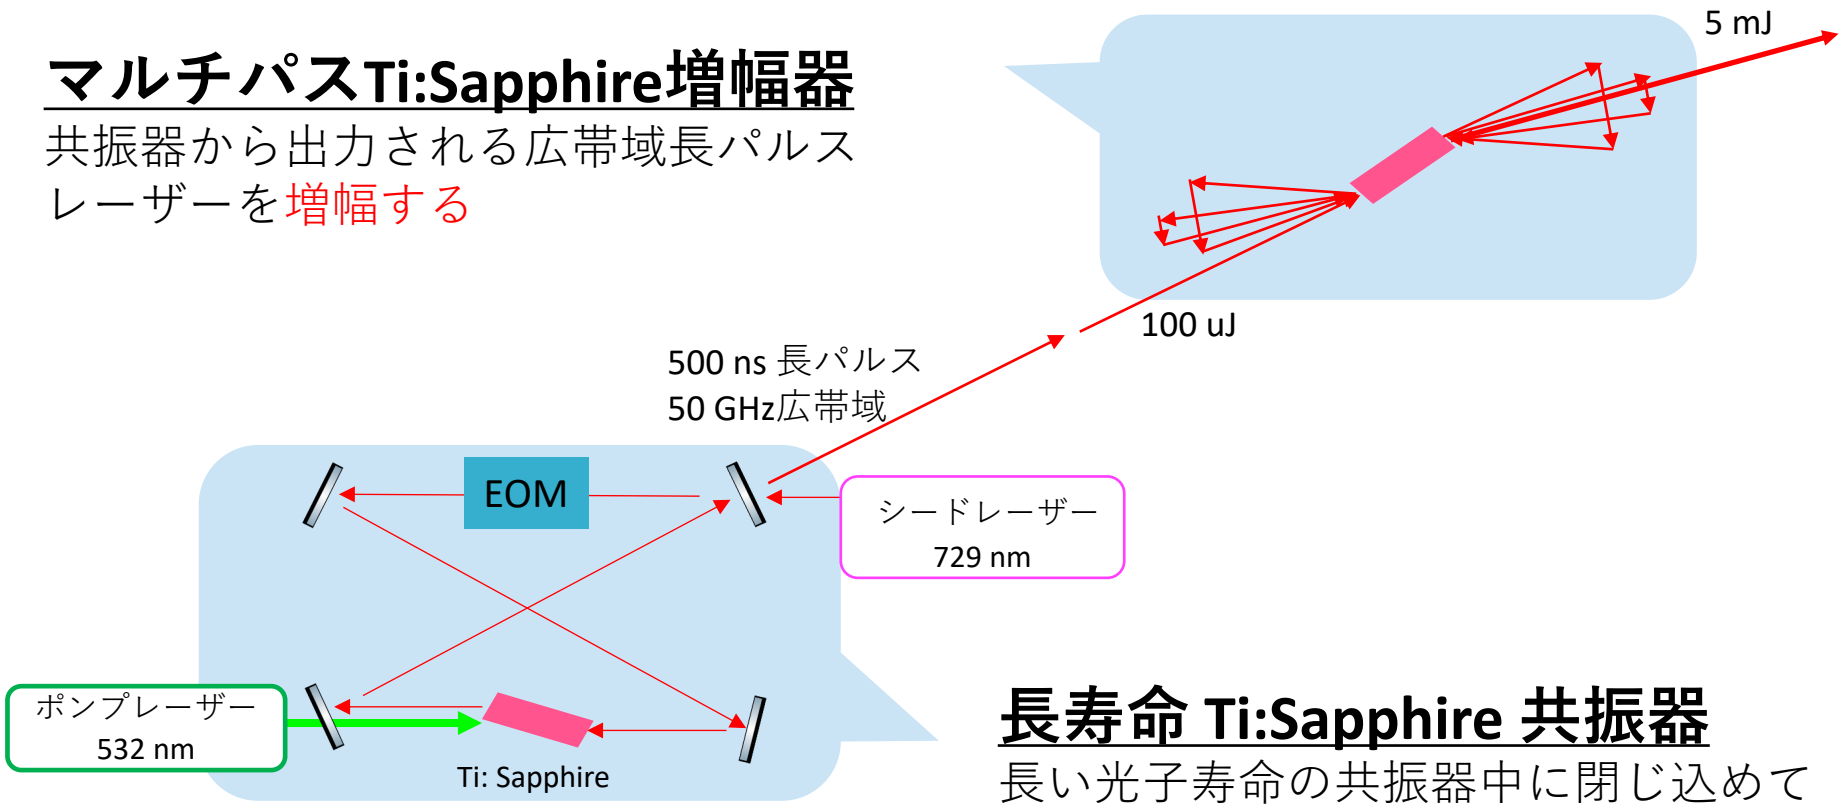 5 mJ
マルチパスTi:Sapphire増幅器
共振器から出力される広帯域長パルス
レーザーを増幅する
100 uJ
500 ns 長パルス
50 GHz広帯域
EOM
シードレーザー
729 nm
ポンプレーザー
532 nm
Ti: Sapphire
長寿命 Ti:Sapphire 共振器
長い光子寿命の共振器中に閉じ込めて